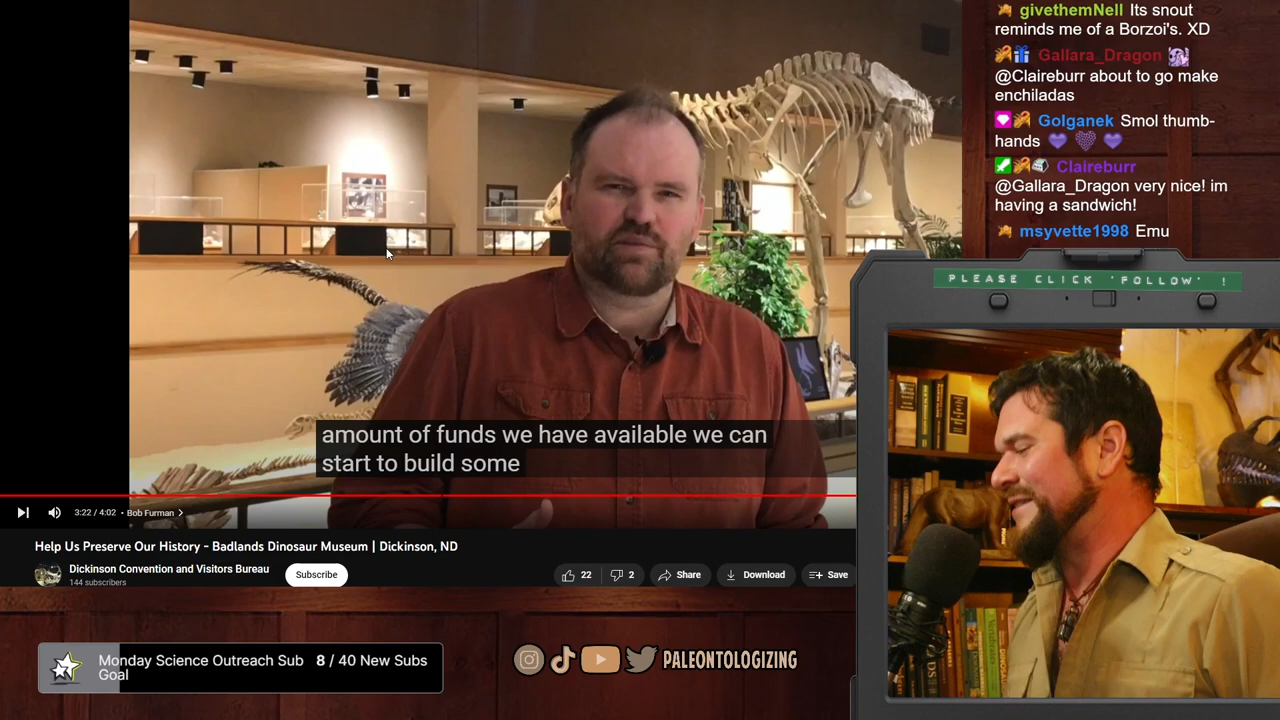 givethemNell Its snout
reminds me of a Borzoi's. XD
Gallara_Dragon
@Claireburr about to go make
enchiladas
Golganek Smol thumb-
hands
Claireburr
@Gallara_Dragon very nice! im
having a sandwich!
msyvette1998 Emu
PLEASE CLICK 'FOLLOW' !
amount of funds we have available we can
start to build some
3:22 / 4:02 • Bob Furman
Help Us Preserve Our History - Badlands Dinosaur Museum | Dickinson, ND
Dickinson Convention and Visitors Bureau
144 subscribers
Subscribe
22
2
Share
Download
Save
Monday Science Outreach Sub 8 / 40 New Subs
Goal
PALEONTOLOGIZING